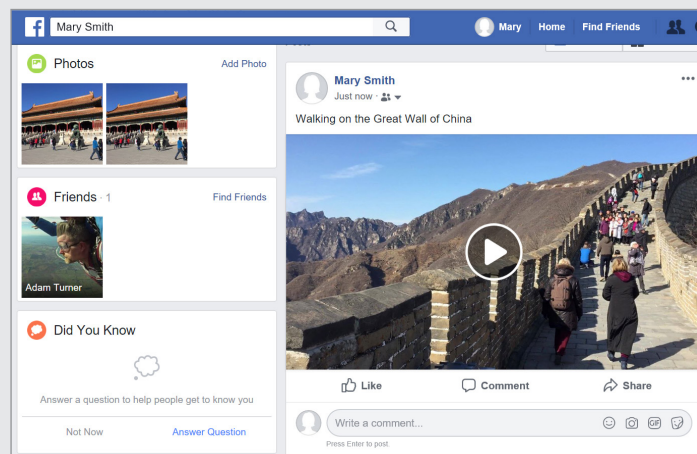 f Mary Smith
Mary Home Find Friends
Photos Add Photo
Friends · 1 Find Friends
Adam Turner
Did You Know
Answer a question to help people get to know you
Not Now Answer Question
Mary Smith
Just now ·
Walking on the Great Wall of China
Like Comment Share
Write a comment...
GIF
Press Enter to post.